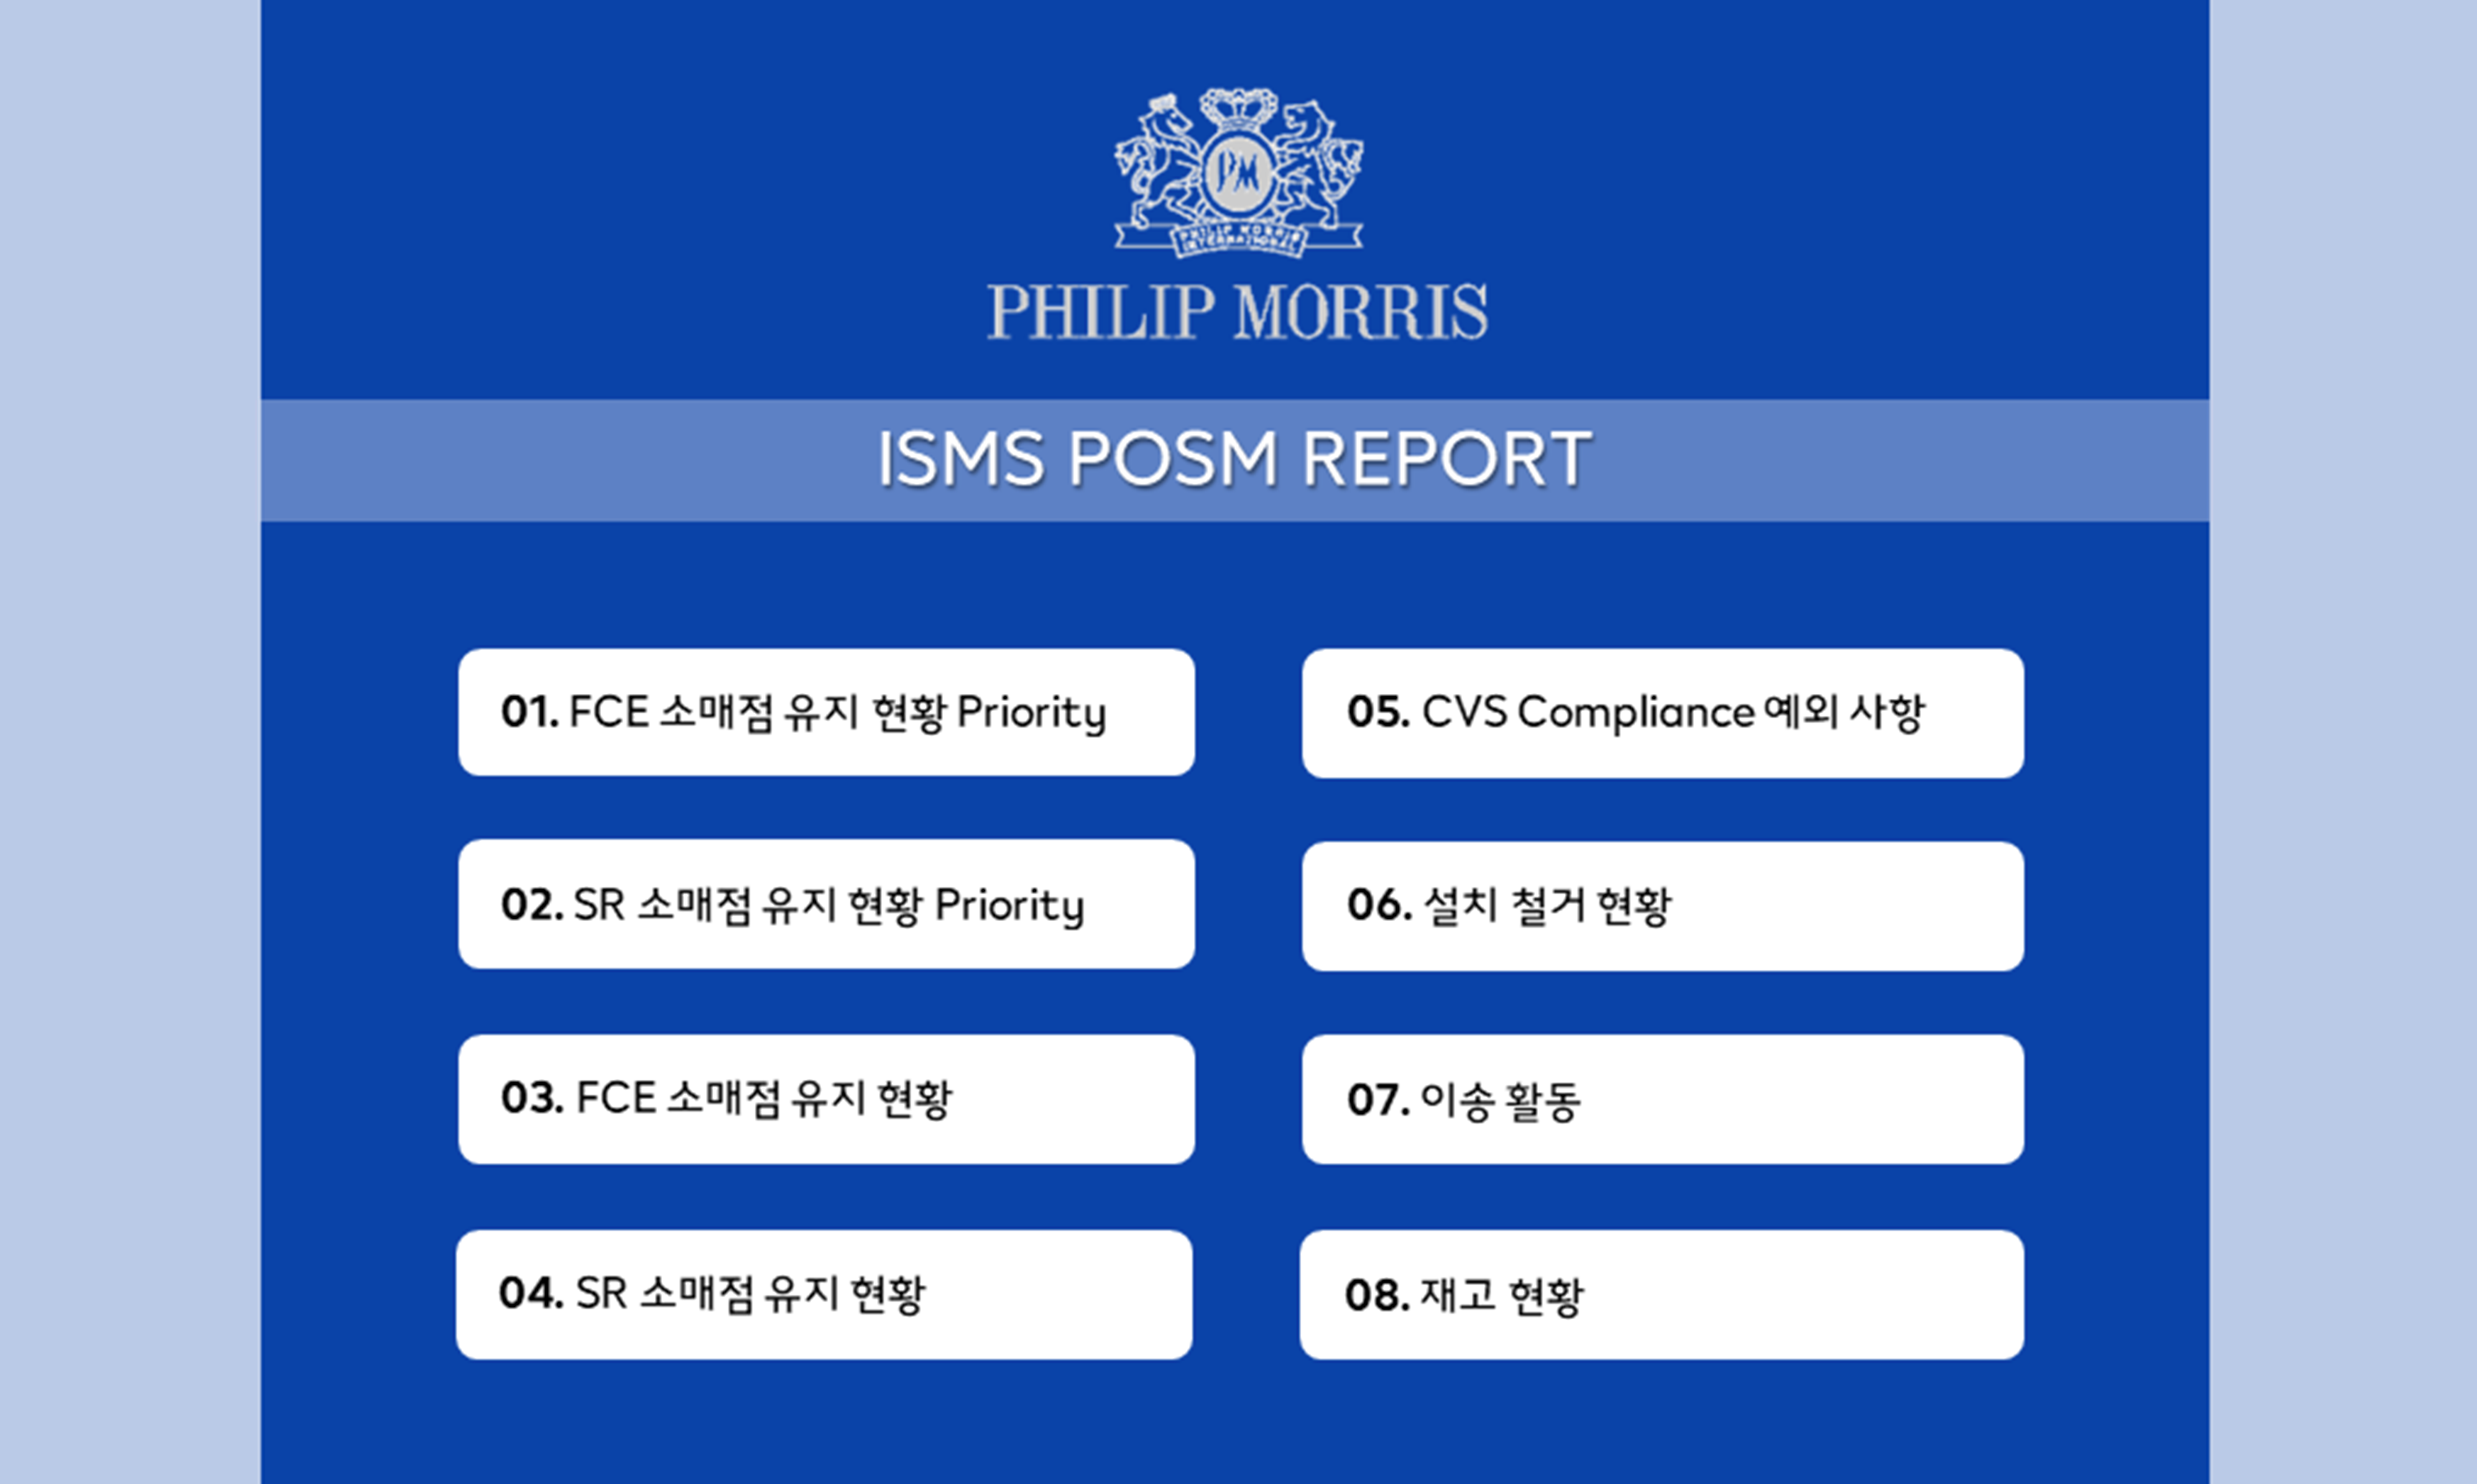 PM
PHILIP MORRIS
INTERNATIONAL
PHILIP MORRIS
ISMS POSM REPORT
01. FCE 소매점 유지 현황 Priority
02. SR 소매점 유지 현황 Priority
03. FCE 소매점 유지 현황
04. SR 소매점 유지 현황
05. CVS Compliance 예외 사항
06. 설치 철거 현황
07. 이송 활동
08. 재고 현황